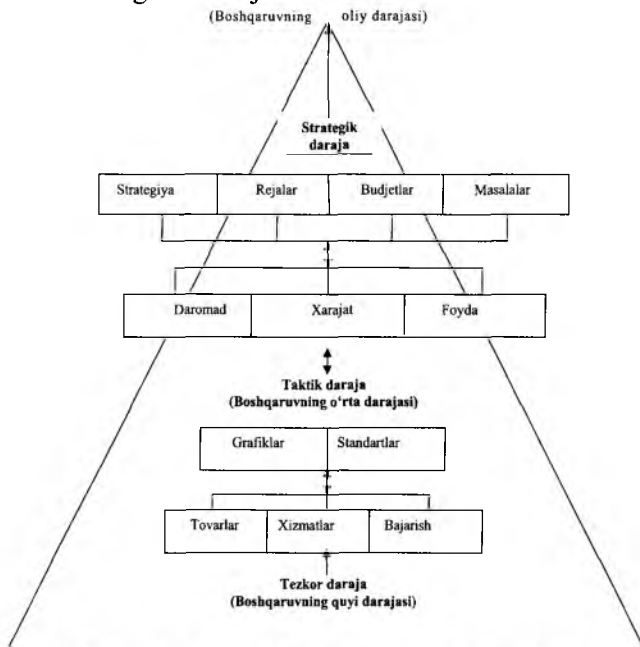 (Boshqaruvning oliy darajasi)
Strategik
daraja
Strategiya Rejalar Budjetlar Masalalar
Daromad Xarajat Foyda
Taktik daraja
(Boshqaruvning o‘rta darajasi)
Grafiklar Standartlar
Tovarlar Xizmatlar Bajarish
Tezkor daraja
(Boshqaruvning quyi darajasi)